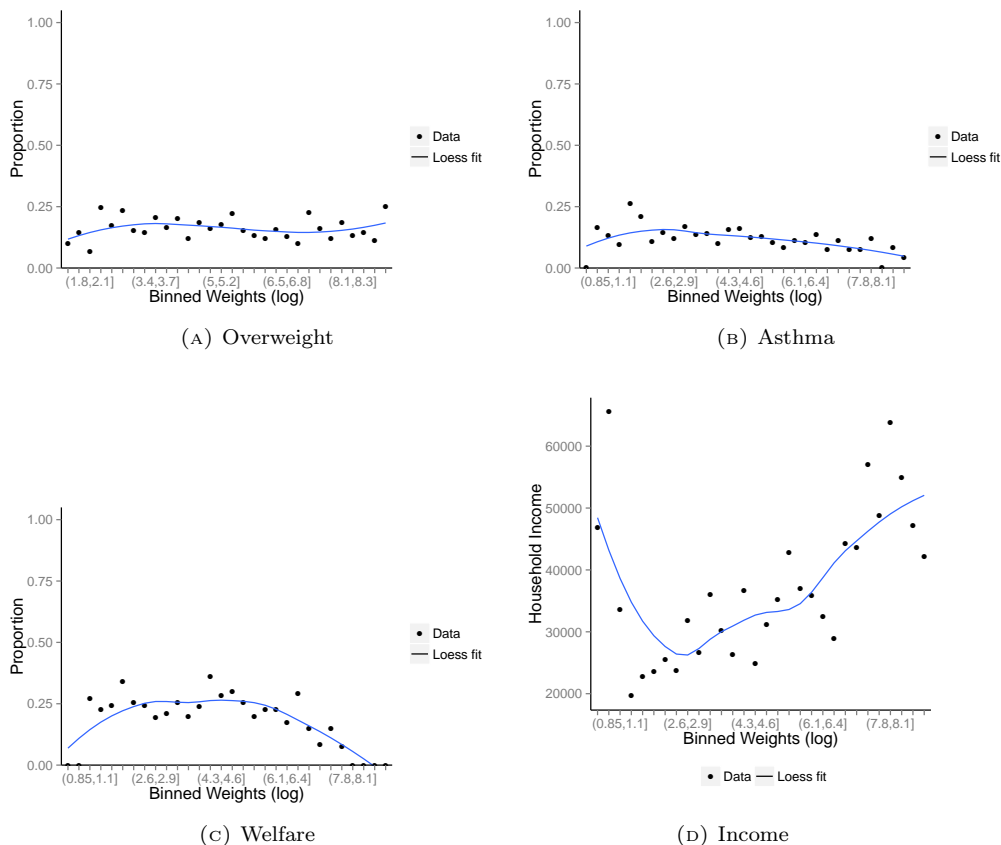 1.00
0.75
0.50
0.25
0.00
Proportion
(1.8,2.1] (3.4,3.7] (5,5.2] (6.5,6.8] (8.1,8.3]
Binned Weights (log)
Data
Loess fit
(A) Overweight
1.00
0.75
0.50
0.25
0.00
Proportion
(0.85,1.1] (2.6,2.9] (4.3,4.6] (6.1,6.4] (7.8,8.1]
Binned Weights (log)
Data
Loess fit
(B) Asthma
1.00
0.75
0.50
0.25
0.00
Proportion
(0.85,1.1] (2.6,2.9] (4.3,4.6] (6.1,6.4] (7.8,8.1]
Binned Weights (log)
Data
Loess fit
(C) Welfare
60000
50000
40000
30000
20000
Household Income
(0.85,1.1] (2.6,2.9] (4.3,4.6] (6.1,6.4] (7.8,8.1]
Binned Weights (log)
Data Loess fit
(D) Income